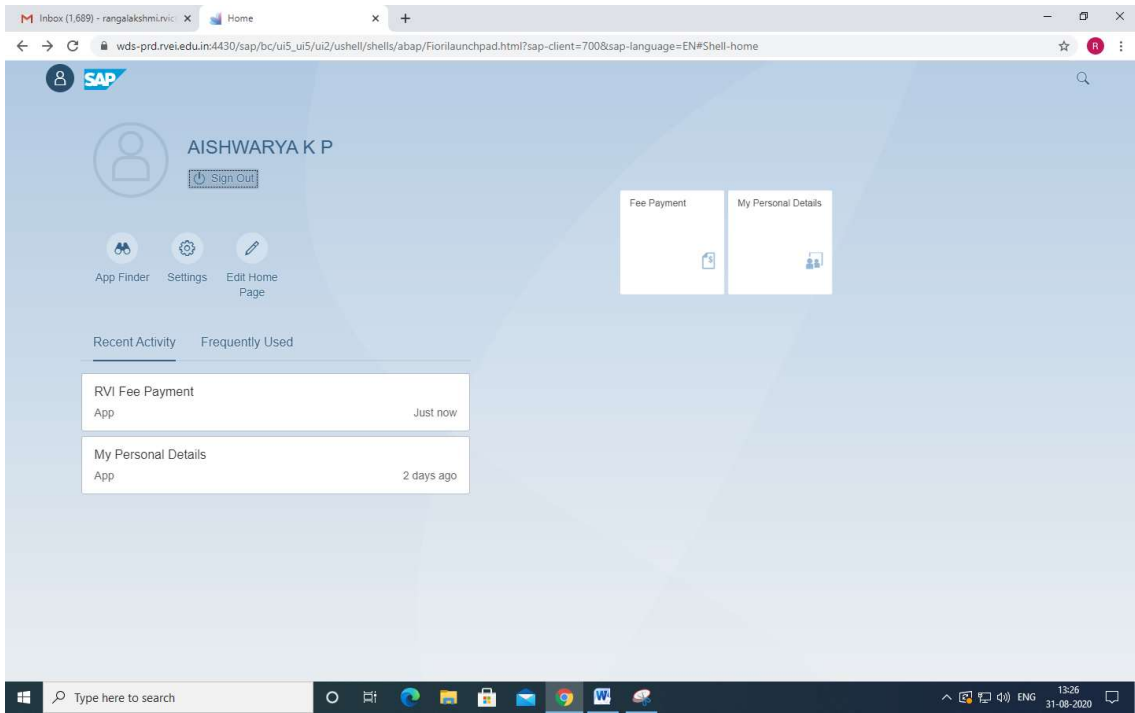 Inbox (1,689) - rangalakshmi.rvic
Home
wds-prd.rvei.edu.in:4430/sap/bc/ui5_ui5/ui2/ushell/shells/abap/Fiorilaunchpad.html?sap-client=700&sap-language=EN#Shell-home
R
SAP
AISHWARYA K P
Sign Out
Fee Payment
My Personal Details
App Finder
Settings
Edit Home
Page
Recent Activity
Frequently Used
RVI Fee Payment
App
Just now
My Personal Details
App
2 days ago
Type here to search
W
ENG
13:26
31-08-2020